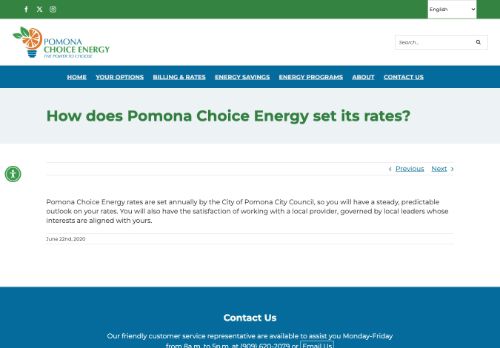 English
POMONA
CHOICE ENERGY
THE POWER TO CHOOSE
Search...
HOME YOUR OPTIONS BILLING & RATES ENERGY SAVINGS ENERGY PROGRAMS ABOUT CONTACT US
How does Pomona Choice Energy set its rates?
Previous Next
Pomona Choice Energy rates are set annually by the City of Pomona City Council, so you will have a steady, predictable
outlook on your rates. You will also have the satisfaction of working with a local provider, governed by local leaders whose
interests are aligned with yours.
June 22nd, 2020
Contact Us
Our friendly customer service representative are available to assist you Monday-Friday
from 8a.m. to 5p.m. at (909) 620-2079 or Email Us